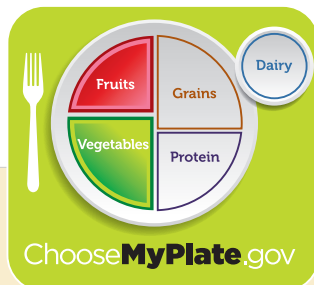 Fruits
Grains
Dairy
Vegetables
Protein
ChooseMyPlate.gov